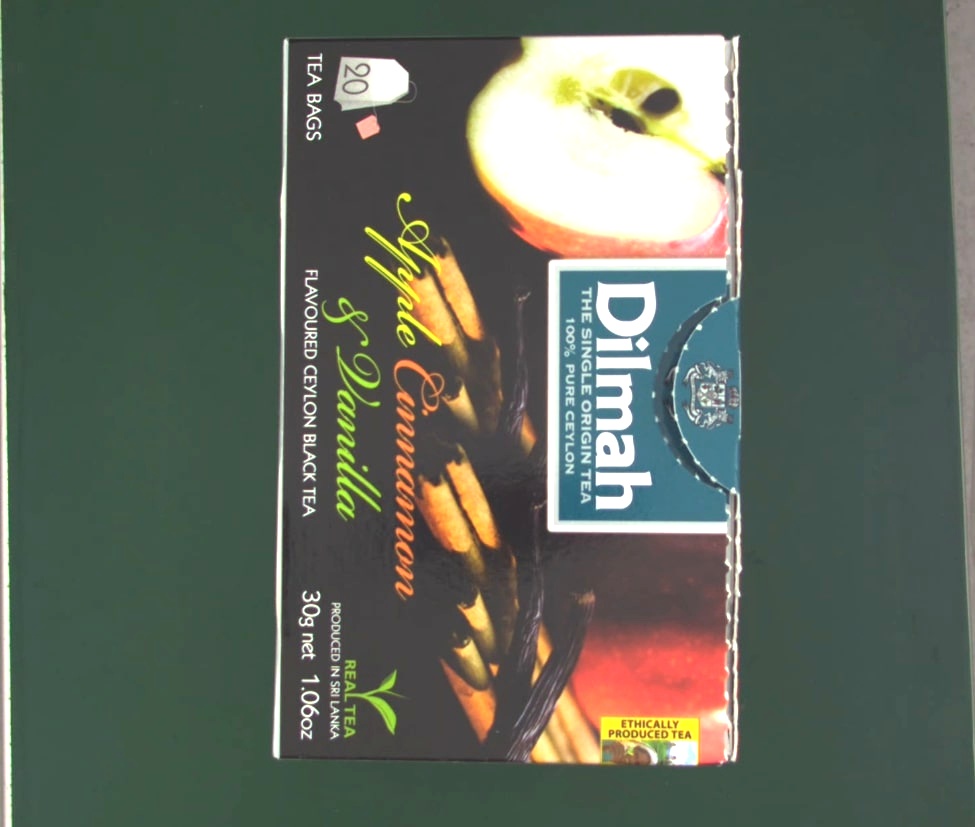 Dilmah
THE SINGLE ORIGIN TEA
100% PURE CEYLON
Apple Cinnamon
& Vanilla
FLAVOURED CEYLON BLACK TEA
20
TEA BAGS
ETHICALLY
PRODUCED TEA
REAL TEA
PRODUCED IN SRI LANKA
30g net 1.06oz